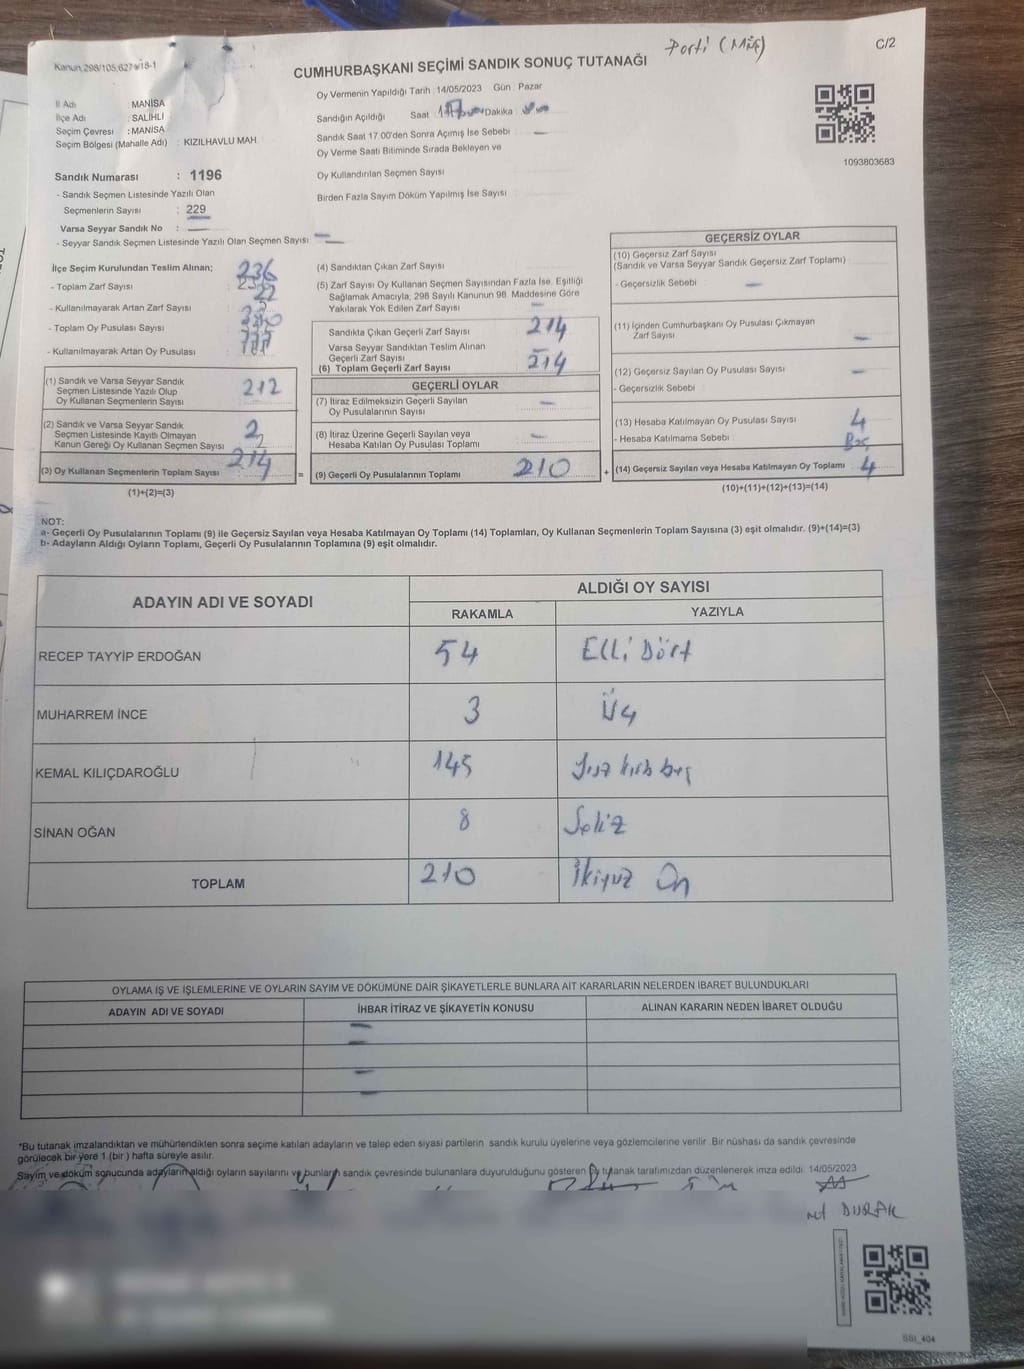 Parti (Mhp)
C/2
Kanun,298/105,6271/18-1
CUMHURBAŞKANI SEÇİMİ SANDIK SONUÇ TUTANAĞI
İl Adı : MANİSA
İlçe Adı : SALİHLİ
Seçim Çevresi : MANİSA
Seçim Bölgesi (Mahalle Adı) : KIZILHAVLU MAH.
Oy Vermenin Yapıldığı Tarih : 14/05/2023 Gün : Pazar
Sandığın Açıldığı Saat : Dakika :
Sandık Saat 17.00'den Sonra Açımış İse Sebebi —
Oy Verme Saati Bitiminde Sırada Bekleyen ve
Oy Kullandırılan Seçmen Sayısı
Birden Fazla Sayım Döküm Yapılmış İse Sayısı
1093803683
Sandık Numarası : 1196
- Sandık Seçmen Listesinde Yazılı Olan
Seçmenlerin Sayısı : 229
Varsa Seyyar Sandık No : —
- Seyyar Sandık Seçmen Listesinde Yazılı Olan Seçmen Sayısı: —
İlçe Seçim Kurulundan Teslim Alınan;
- Toplam Zarf Sayısı : 236
- Kullanılmayarak Artan Zarf Sayısı : 22
- Toplam Oy Pusulası Sayısı :
- Kullanılmayarak Artan Oy Pusulası :
(1) Sandık ve Varsa Seyyar Sandık
Seçmen Listesinde Yazılı Olup
Oy Kullanan Seçmenlerin Sayısı : 212
(2) Sandık ve Varsa Seyyar Sandık
Seçmen Listesinde Kayıtlı Olmayan
Kanun Gereği Oy Kullanan Seçmen Sayısı : 2
(3) Oy Kullanan Seçmenlerin Toplam Sayısı : 214
(1)+(2)=(3)
(4) Sandıktan Çıkan Zarf Sayısı
(5) Zarf Sayısı Oy Kullanan Seçmen Sayısından Fazla İse, Eşitliği
Sağlamak Amacıyla, 298 Sayılı Kanunun 98. Maddesine Göre
Yakılarak Yok Edilen Zarf Sayısı —
Sandıkta Çıkan Geçerli Zarf Sayısı 214
Varsa Seyyar Sandıktan Teslim Alınan
Geçerli Zarf Sayısı —
(6) Toplam Geçerli Zarf Sayısı 214
GEÇERLİ OYLAR
(7) İtiraz Edilmeksizin Geçerli Sayılan
Oy Pusulalarının Sayısı —
(8) İtiraz Üzerine Geçerli Sayılan veya
Hesaba Katılan Oy Pusulası Toplamı —
= (9) Geçerli Oy Pusulalarının Toplamı 210
GEÇERSİZ OYLAR
(10) Geçersiz Zarf Sayısı
(Sandık ve Varsa Seyyar Sandık Geçersiz Zarf Toplamı)
- Geçersizlik Sebebi —
(11) İçinden Cumhurbaşkanı Oy Pusulası Çıkmayan
Zarf Sayısı —
(12) Geçersiz Sayılan Oy Pusulası Sayısı —
- Geçersizlik Sebebi
(13) Hesaba Katılmayan Oy Pusulası Sayısı 4
- Hesaba Katılmama Sebebi
+ (14) Geçersiz Sayılan veya Hesaba Katılmayan Oy Toplamı : 4
(10)+(11)+(12)+(13)=(14)
NOT:
a- Geçerli Oy Pusulalarının Toplamı (9) ile Geçersiz Sayılan veya Hesaba Katılmayan Oy Toplamı (14) Toplamları, Oy Kullanan Seçmenlerin Toplam Sayısına (3) eşit olmalıdır. (9)+(14)=(3)
b- Adayların Aldığı Oyların Toplamı, Geçerli Oy Pusulalarının Toplamına (9) eşit olmalıdır.
ADAYIN ADI VE SOYADI
ALDIĞI OY SAYISI
RAKAMLA YAZIYLA
RECEP TAYYİP ERDOĞAN 54 Elli Dört
MUHARREM İNCE 3 Üç
KEMAL KILIÇDAROĞLU 145 Yüz kırk beş
SİNAN OĞAN 8 Sekiz
TOPLAM 210 İkiyuz On
OYLAMA İŞ VE İŞLEMLERİNE VE OYLARIN SAYIM VE DÖKÜMÜNE DAİR ŞİKAYETLERLE BUNLARA AİT KARARLARIN NELERDEN İBARET BULUNDUKLARI
ADAYIN ADI VE SOYADI İHBAR İTİRAZ VE ŞİKAYETİN KONUSU ALINAN KARARIN NEDEN İBARET OLDUĞU
—
—
—
—
*Bu tutanak imzalandıktan ve mühürlendikten sonra seçime katılan adayların ve talep eden siyasi partilerin sandık kurulu üyelerine veya gözlemcilerine verilir. Bir nüshası da sandık çevresinde
görülecek bir yere 1 (bir) hafta süreyle asılır.
Sayım ve döküm sonucunda adayların aldığı oyların sayılarını ve bunların sandık çevresinde bulunanlara duyurulduğunu gösteren bu tutanak tarafımızdan düzenlenerek imza edildi. 14/05/2023
DURAK
SSI_404